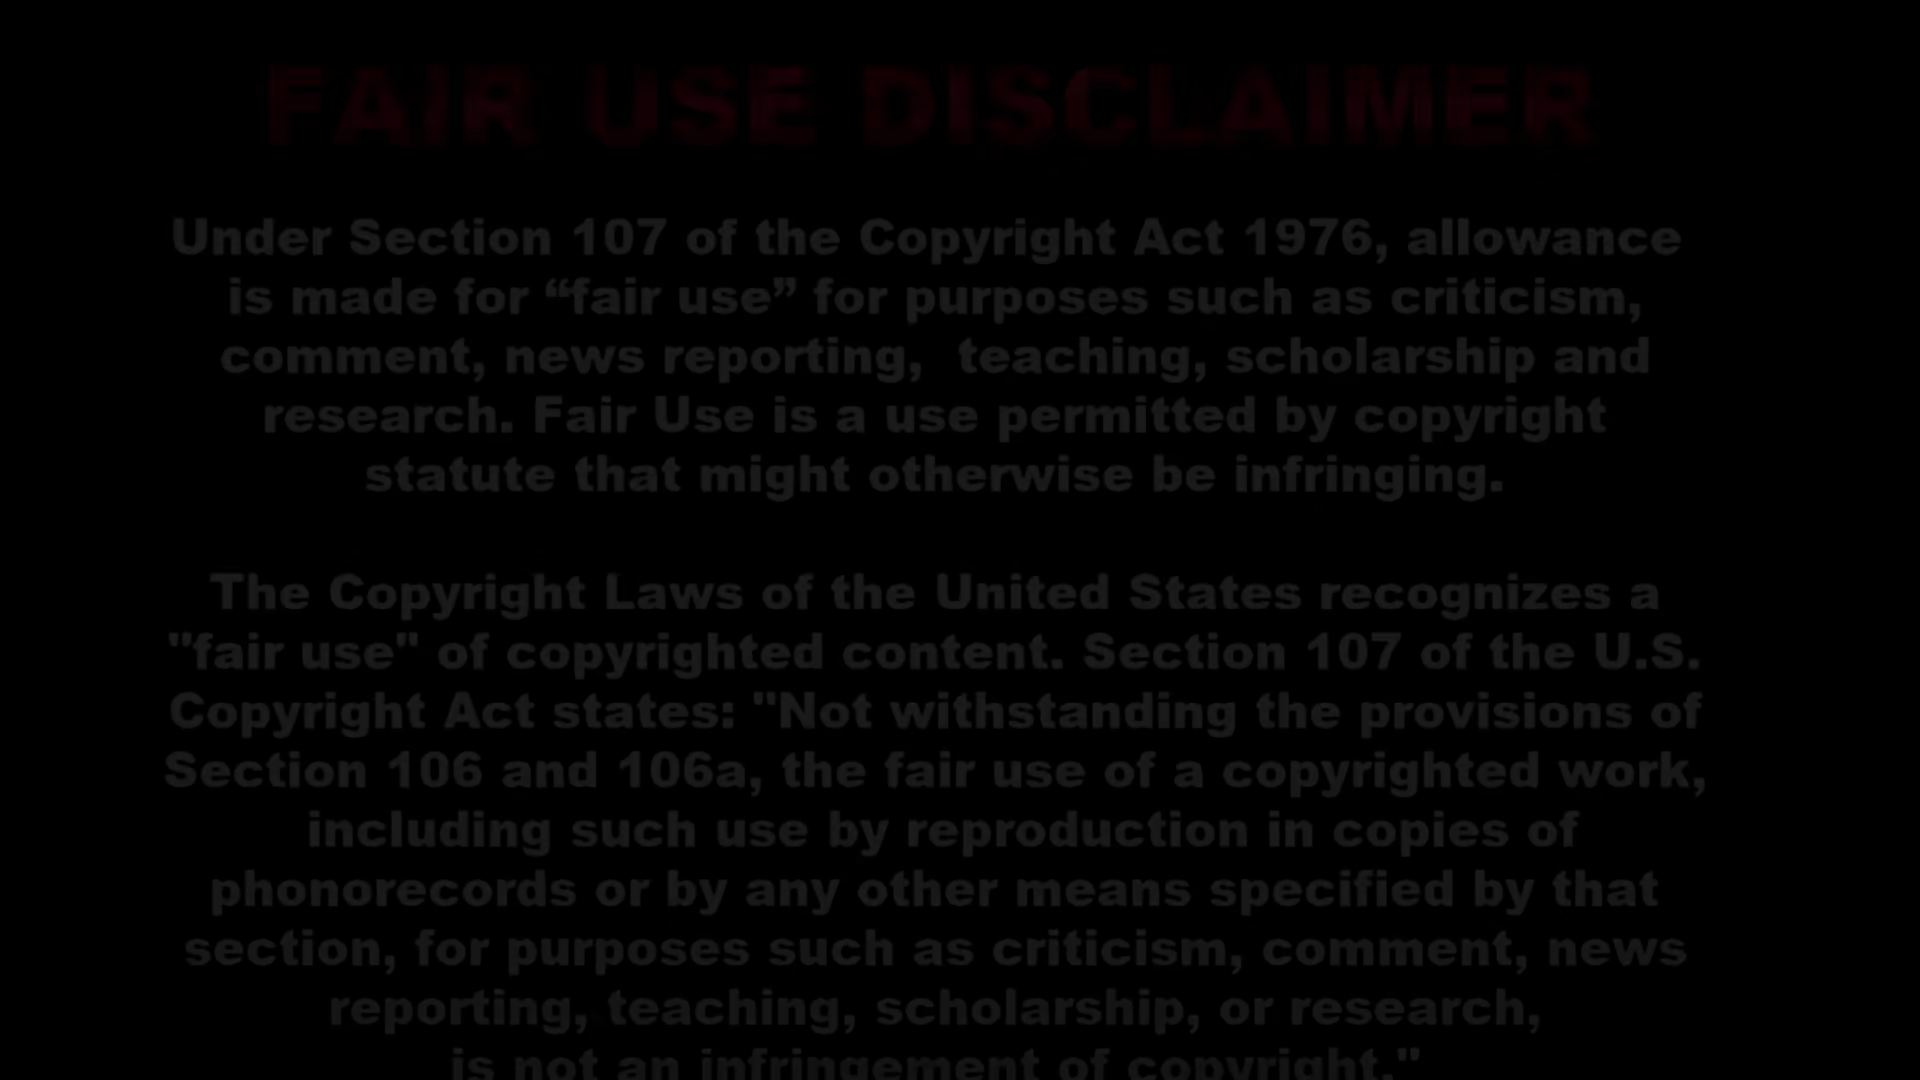 FAIR USE DISCLAIMER
Under Section 107 of the Copyright Act 1976, allowance
is made for “fair use” for purposes such as criticism,
comment, news reporting,  teaching, scholarship and
research. Fair Use is a use permitted by copyright
statute that might otherwise be infringing.
The Copyright Laws of the United States recognizes a
"fair use" of copyrighted content. Section 107 of the U.S.
Copyright Act states: "Not withstanding the provisions of
Section 106 and 106a, the fair use of a copyrighted work,
including such use by reproduction in copies of
phonorecords or by any other means specified by that
section, for purposes such as criticism, comment, news
reporting, teaching, scholarship, or research,
is not an infringement of copyright."